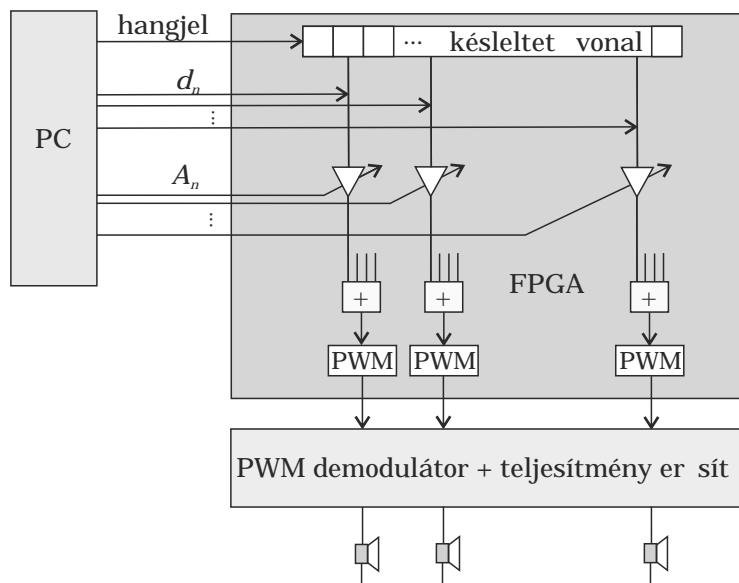 hangjel
... késleltet vonal
dₙ
...
PC
Aₙ
...
FPGA
+ + +
PWM PWM PWM
PWM demodulátor + teljesítmény er sít